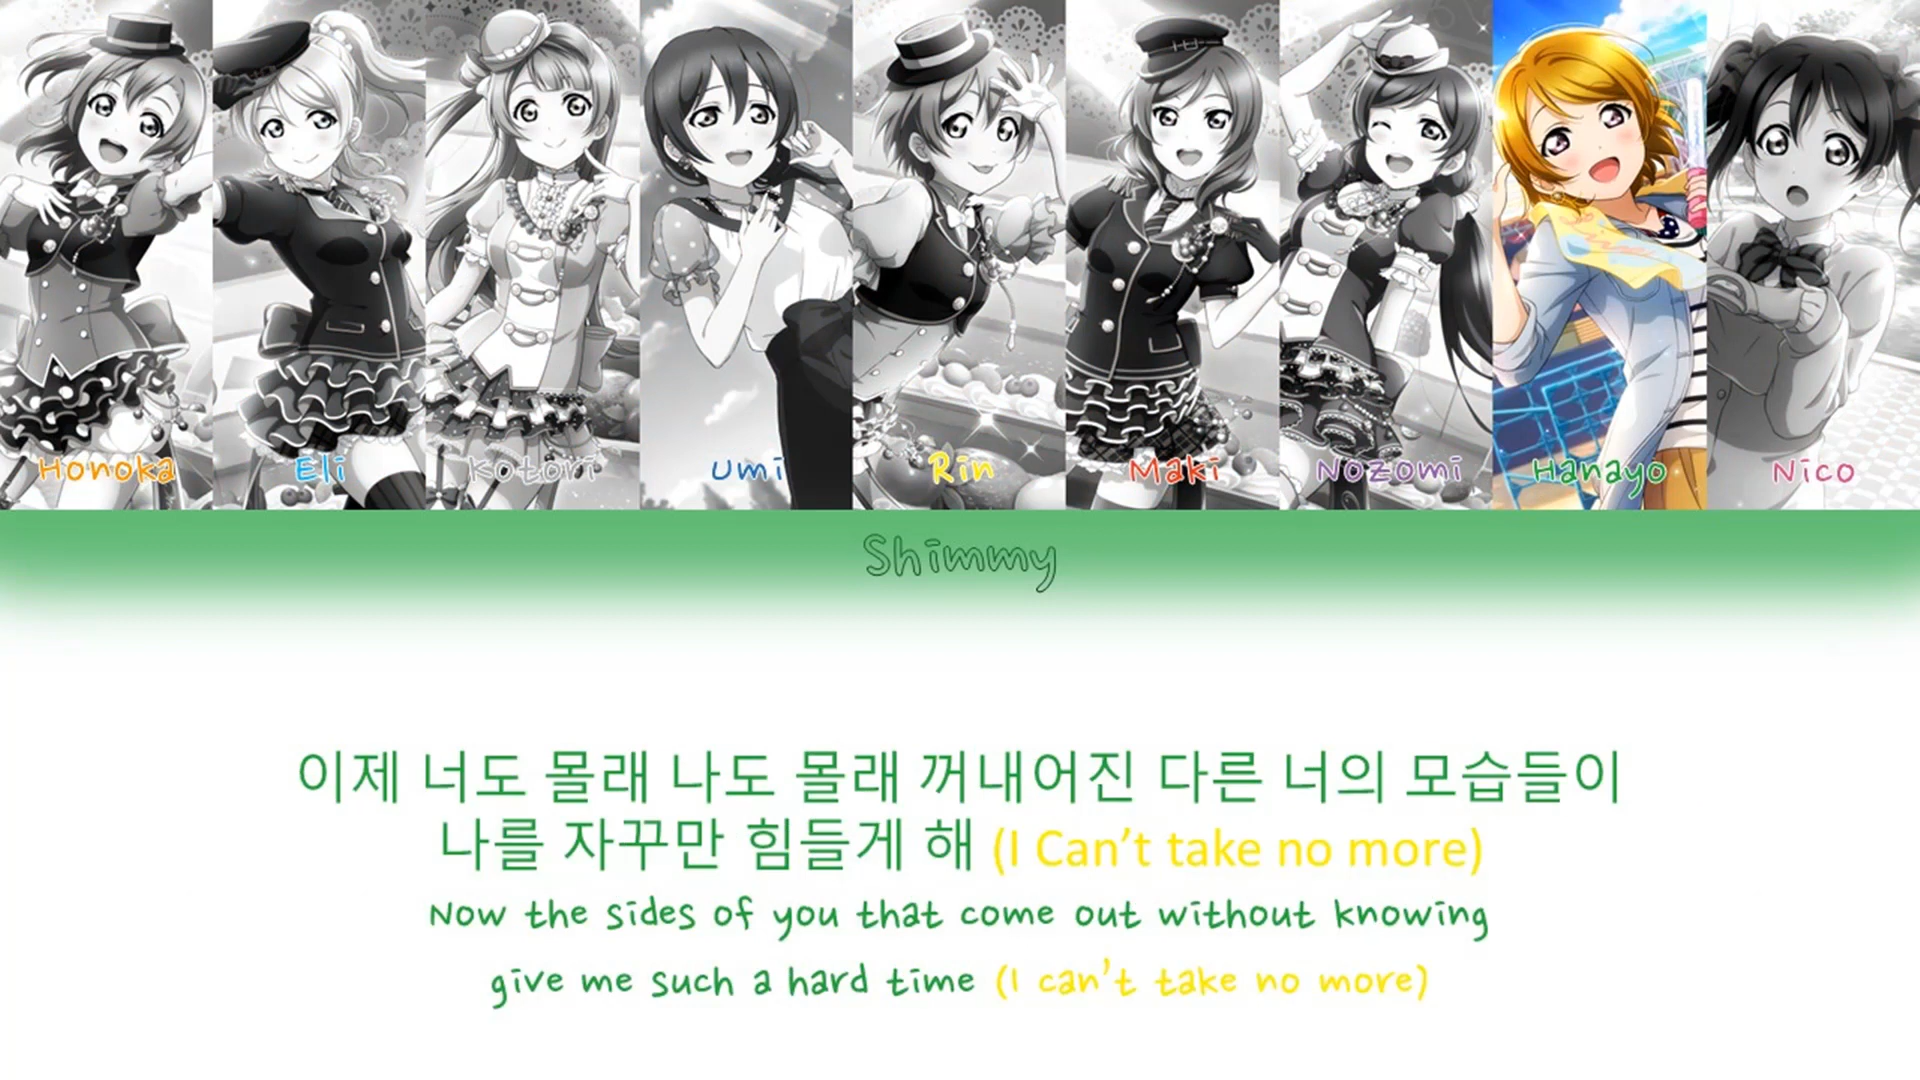 Honoka Eli Kotori Umi Rin Maki Nozomi Hanayo Nico
Shimmy
이제 너도 몰래 나도 몰래 꺼내어진 다른 너의 모습들이
나를 자꾸만 힘들게 해 (I Can't take no more)
Now the sides of you that come out without knowing
give me such a hard time (I can't take no more)